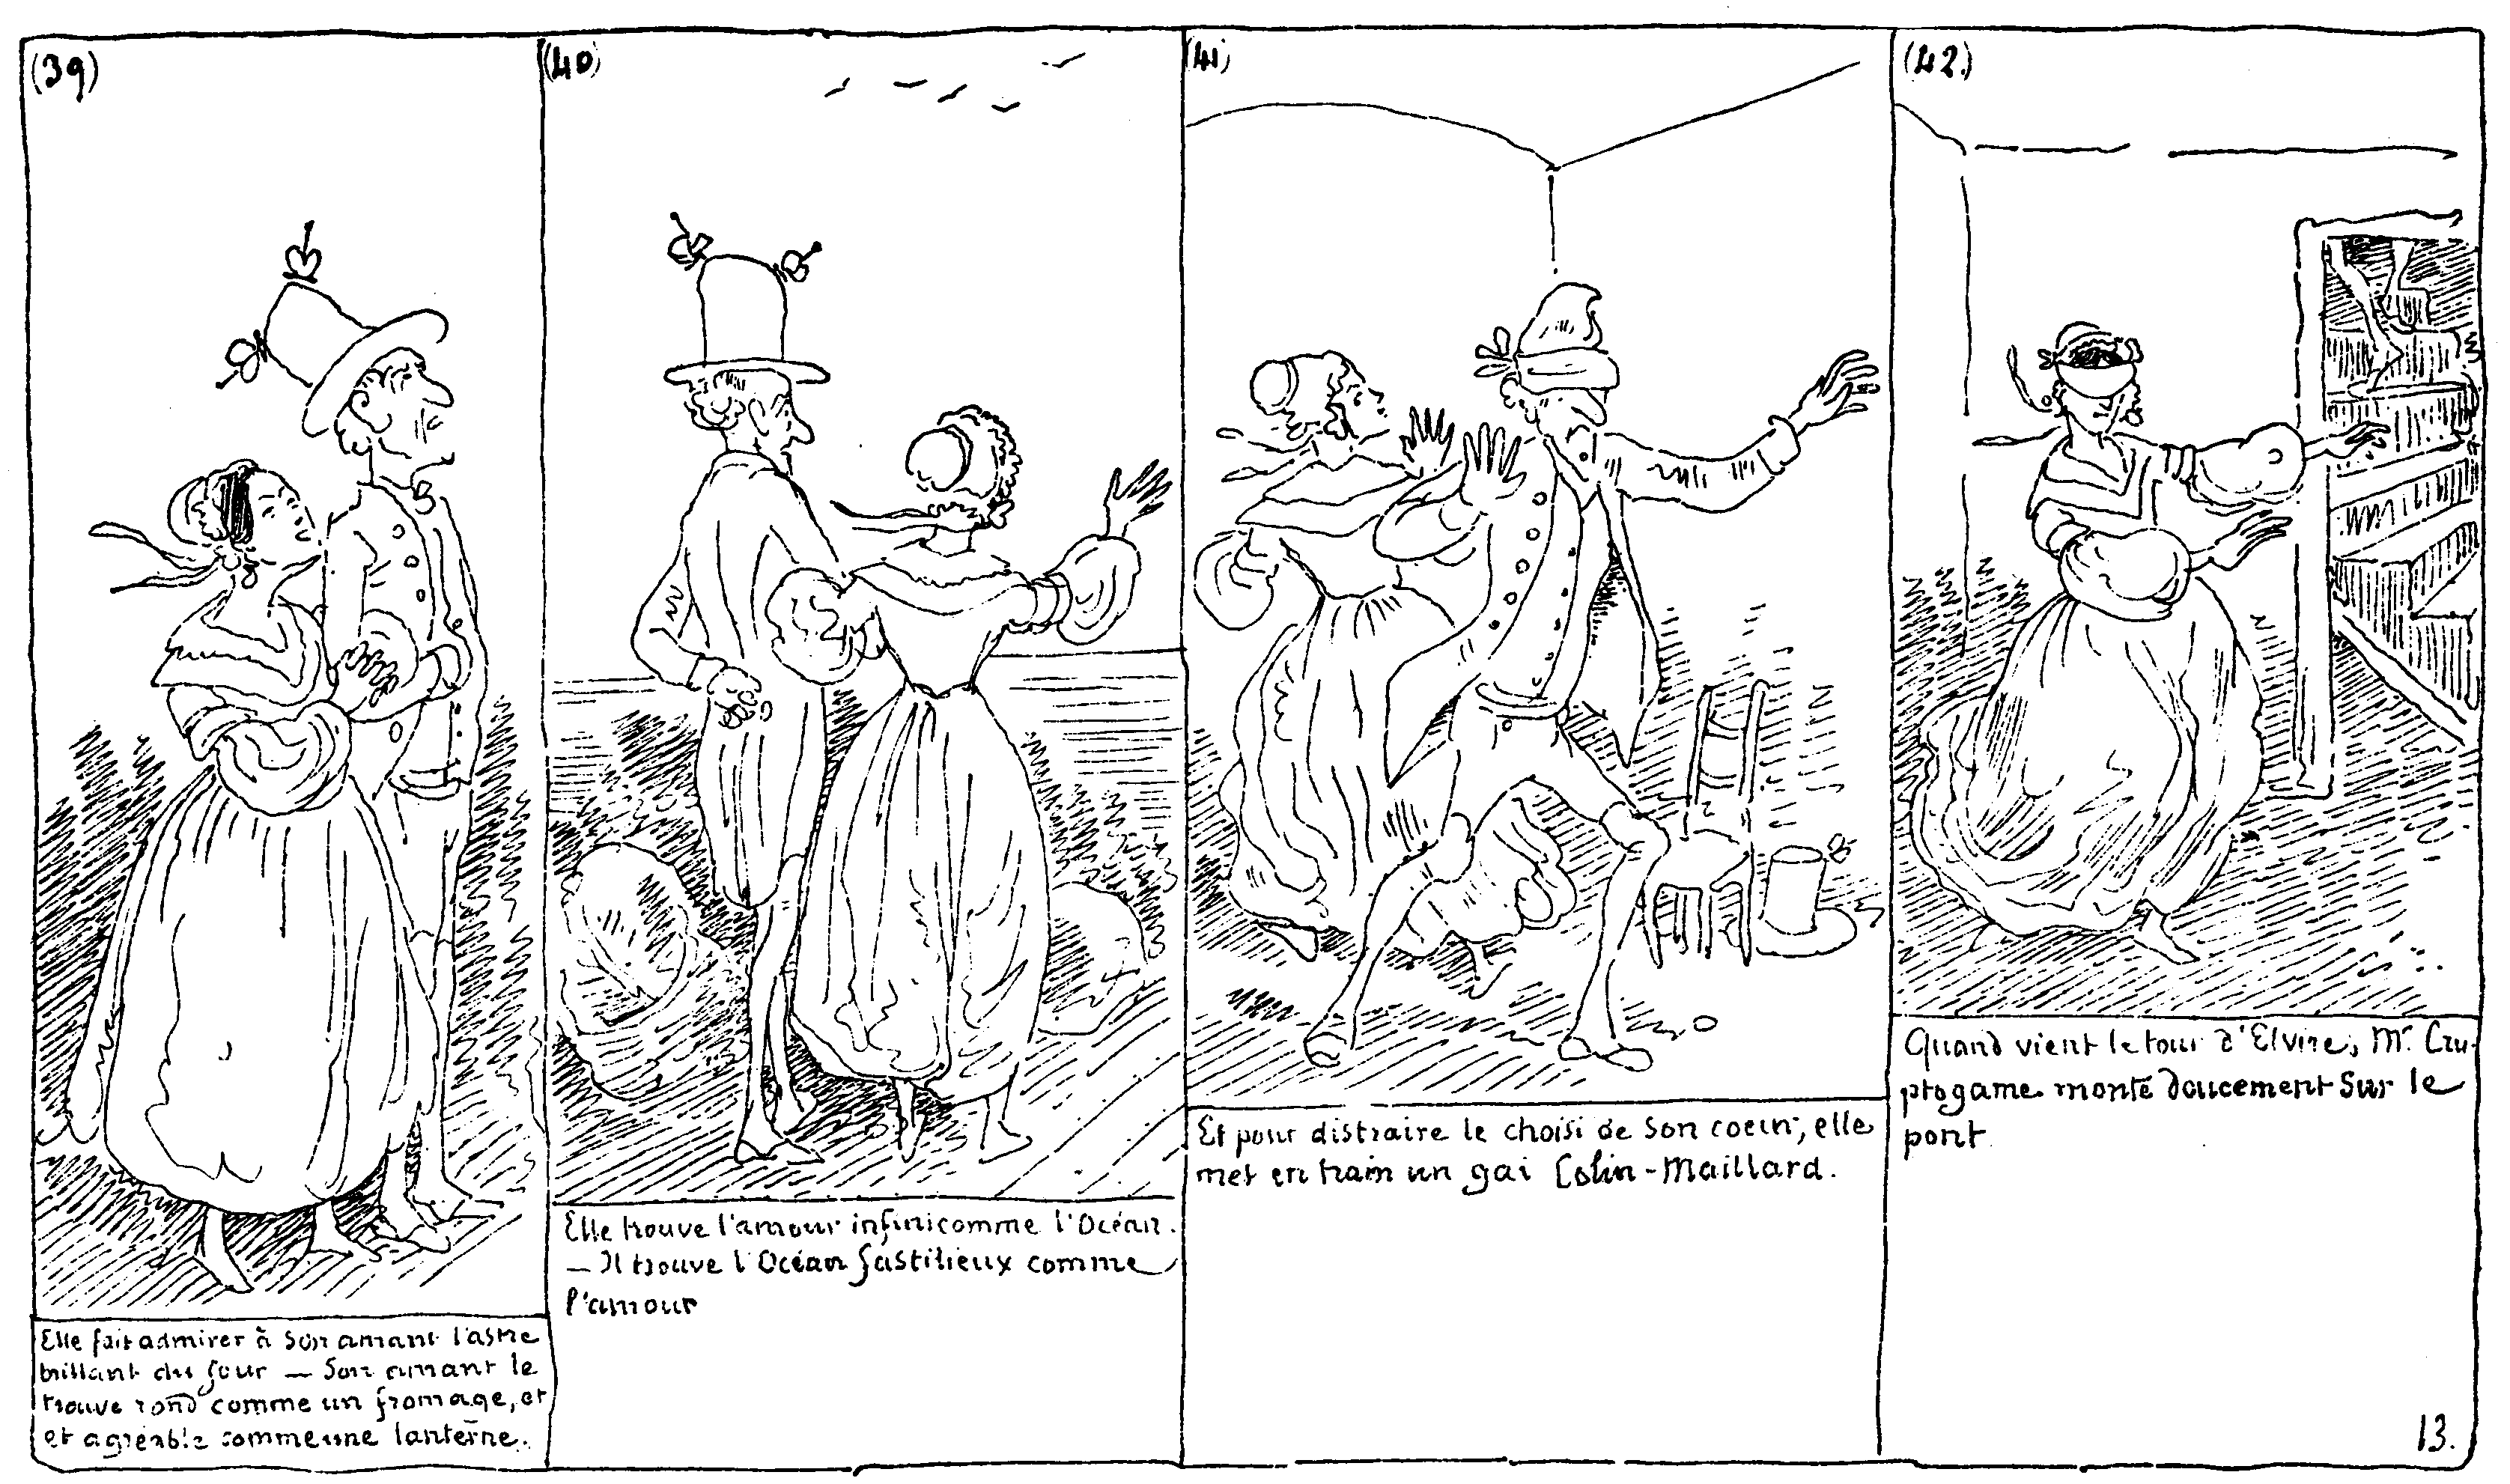 (39)
Elle fait admirer à son amant l'astre
brillant du jour — Son amant le
trouve rond comme un fromage, et
et agréable comme une lanterne.
(40)
Elle trouve l'amour infini comme l'Océan.
— Il trouve l'Océan fastidieux comme
l'amour
(41)
Et pour distraire le choisi de son coeur, elle
met en train un gai Colin-Maillard.
(42.)
Quand vient le tour d'Elvire, Mr. Cry-
ptogame monte doucement sur le
pont
13.